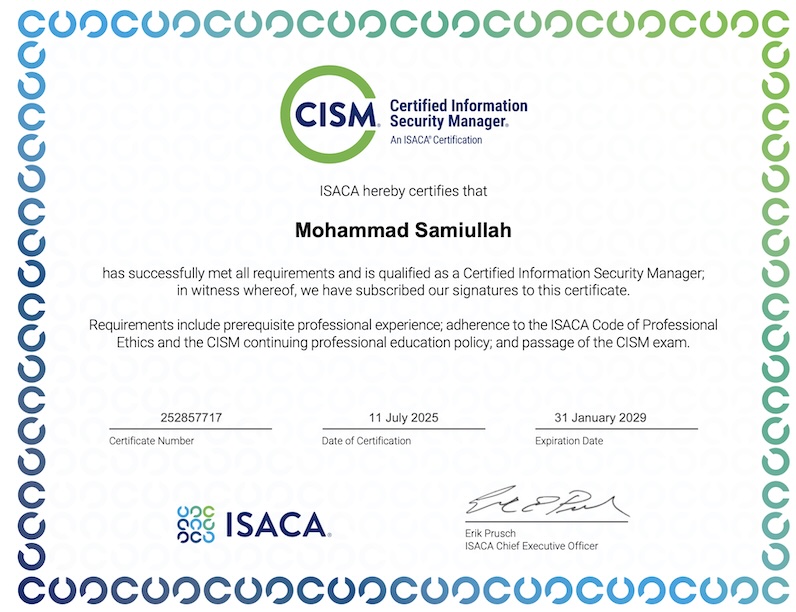 CISM®
Certified Information
Security Manager®
An ISACA® Certification
ISACA hereby certifies that
Mohammad Samiullah
has successfully met all requirements and is qualified as a Certified Information Security Manager;
in witness whereof, we have subscribed our signatures to this certificate.
Requirements include prerequisite professional experience; adherence to the ISACA Code of Professional
Ethics and the CISM continuing professional education policy; and passage of the CISM exam.
252857717
Certificate Number
11 July 2025
Date of Certification
31 January 2029
Expiration Date
ISACA®
Erik Prusch
ISACA Chief Executive Officer